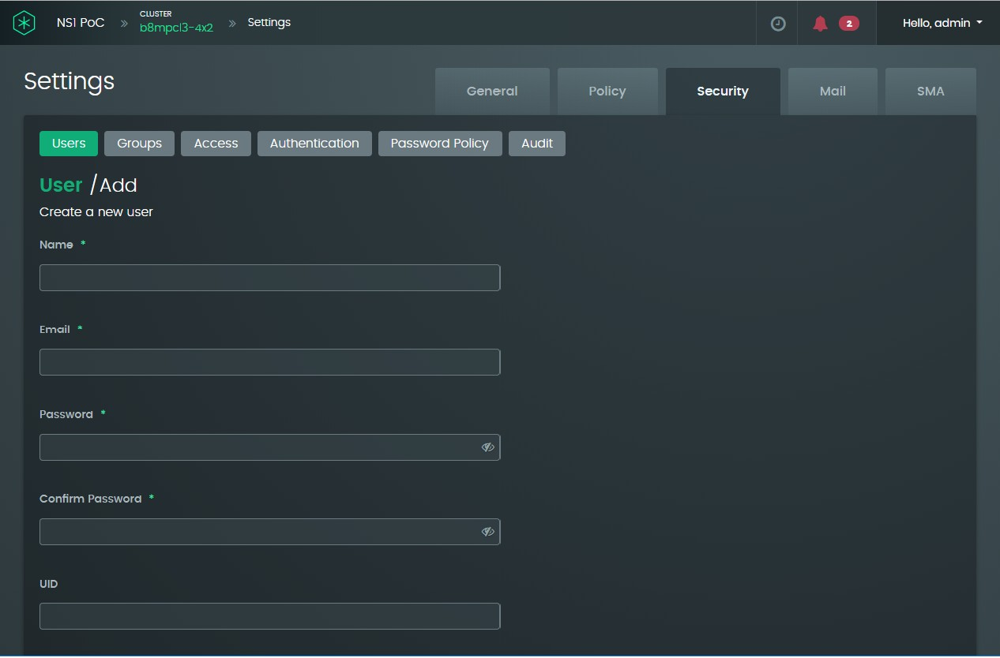 NS1 PoC » CLUSTER » Settings 2 Hello, admin
b8mpcl3-4x2
Settings General Policy Security Mail SMA
Users Groups Access Authentication Password Policy Audit
User /Add
Create a new user
Name *
Email *
Password *
Confirm Password *
UID